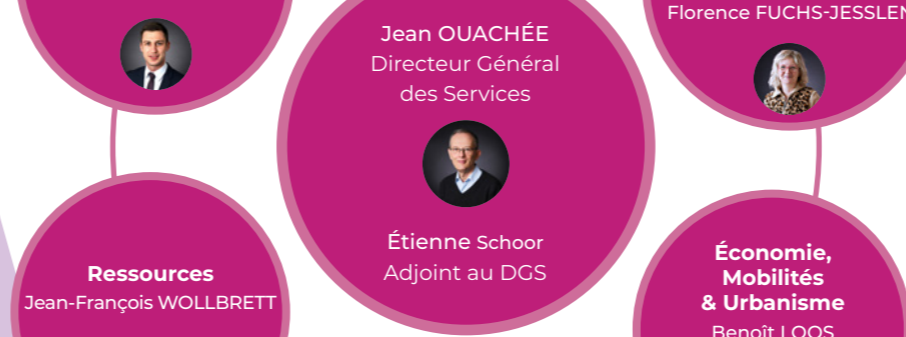 Florence FUCHS-JESSLEN
Jean OUACHÉE
Directeur Général
des Services
Étienne Schoor
Adjoint au DGS
Ressources
Jean-François WOLLBRETT
Économie,
Mobilités
& Urbanisme
Benoît LOOS